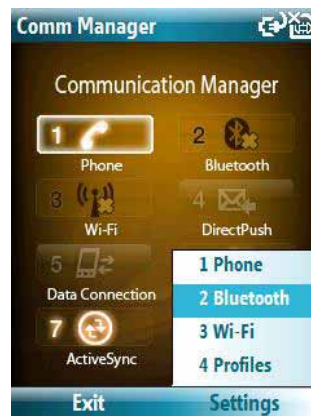 Comm Manager
Communication Manager
1
2
Phone
Bluetooth
3
4
Wi-Fi
DirectPush
5
Data Connection
7
ActiveSync
1 Phone
2 Bluetooth
3 Wi-Fi
4 Profiles
Exit
Settings